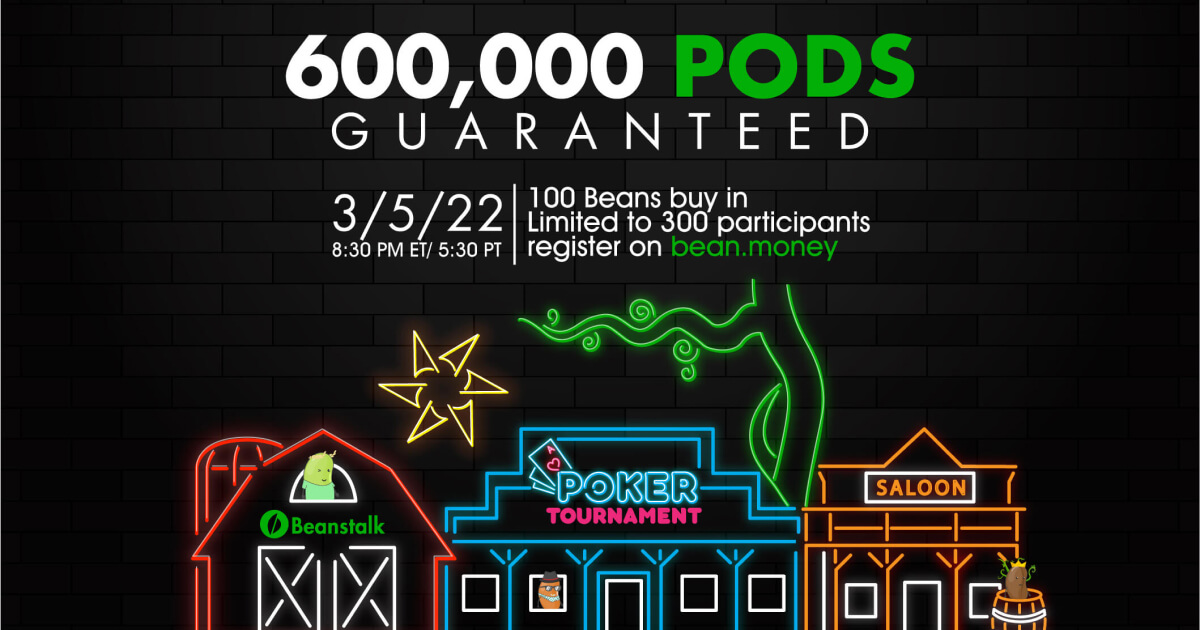 600,000 PODS
GUARANTEED
3/5/22
8:30 PM ET/ 5:30 PT
100 Beans buy in
Limited to 300 participants
register on bean.money
A
POKER
TOURNAMENT
SALOON
Beanstalk